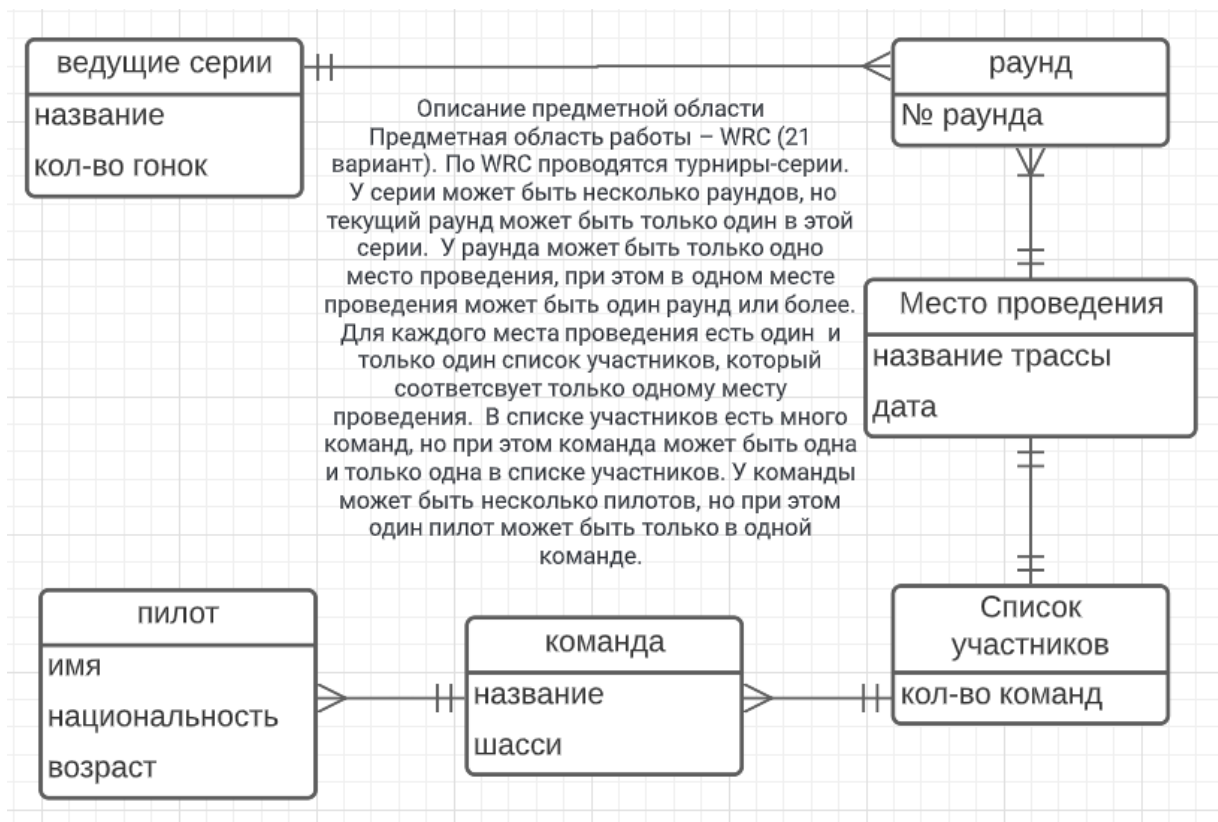 ведущие серии
название
кол-во гонок
раунд
№ раунда
Описание предметной области
Предметная область работы – WRC (21
вариант). По WRC проводятся турниры-серии.
У серии может быть несколько раундов, но
текущий раунд может быть только один в этой
серии. У раунда может быть только одно
место проведения, при этом в одном месте
проведения может быть один раунд или более.
Для каждого места проведения есть один и
только один список участников, который
соответсвует только одному месту
проведения. В списке участников есть много
команд, но при этом команда может быть одна
и только одна в списке участников. У команды
может быть несколько пилотов, но при этом
один пилот может быть только в одной
команде.
Место проведения
название трассы
дата
пилот
имя
национальность
возраст
команда
название
шасси
Список
участников
кол-во команд